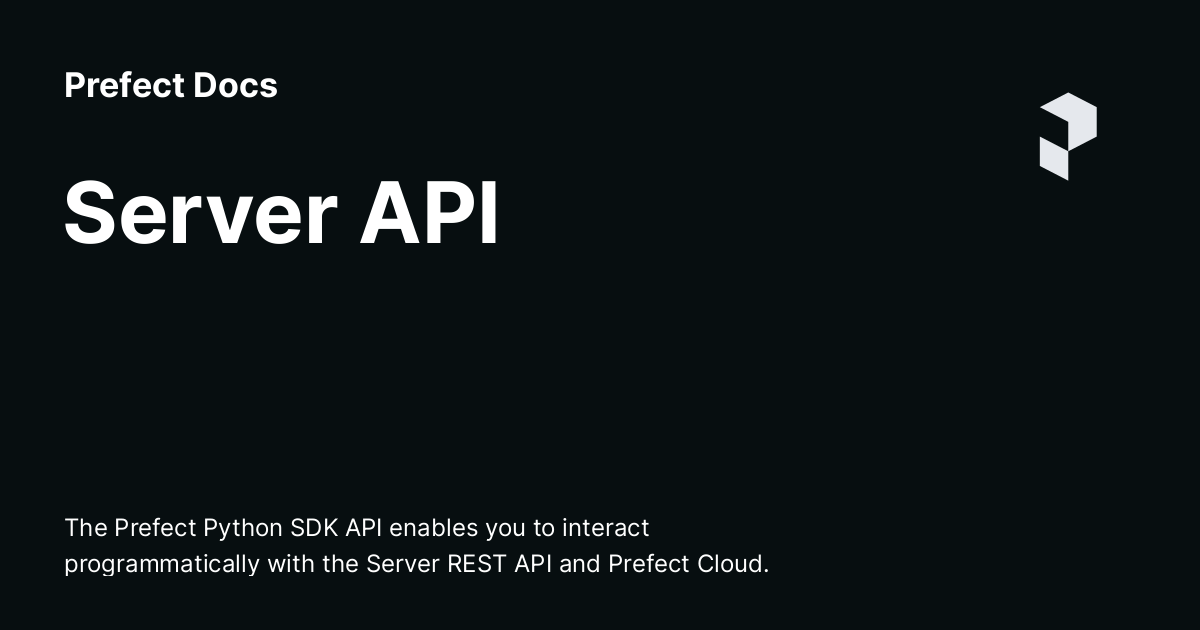 Prefect Docs
Server API
The Prefect Python SDK API enables you to interact
programmatically with the Server REST API and Prefect Cloud.